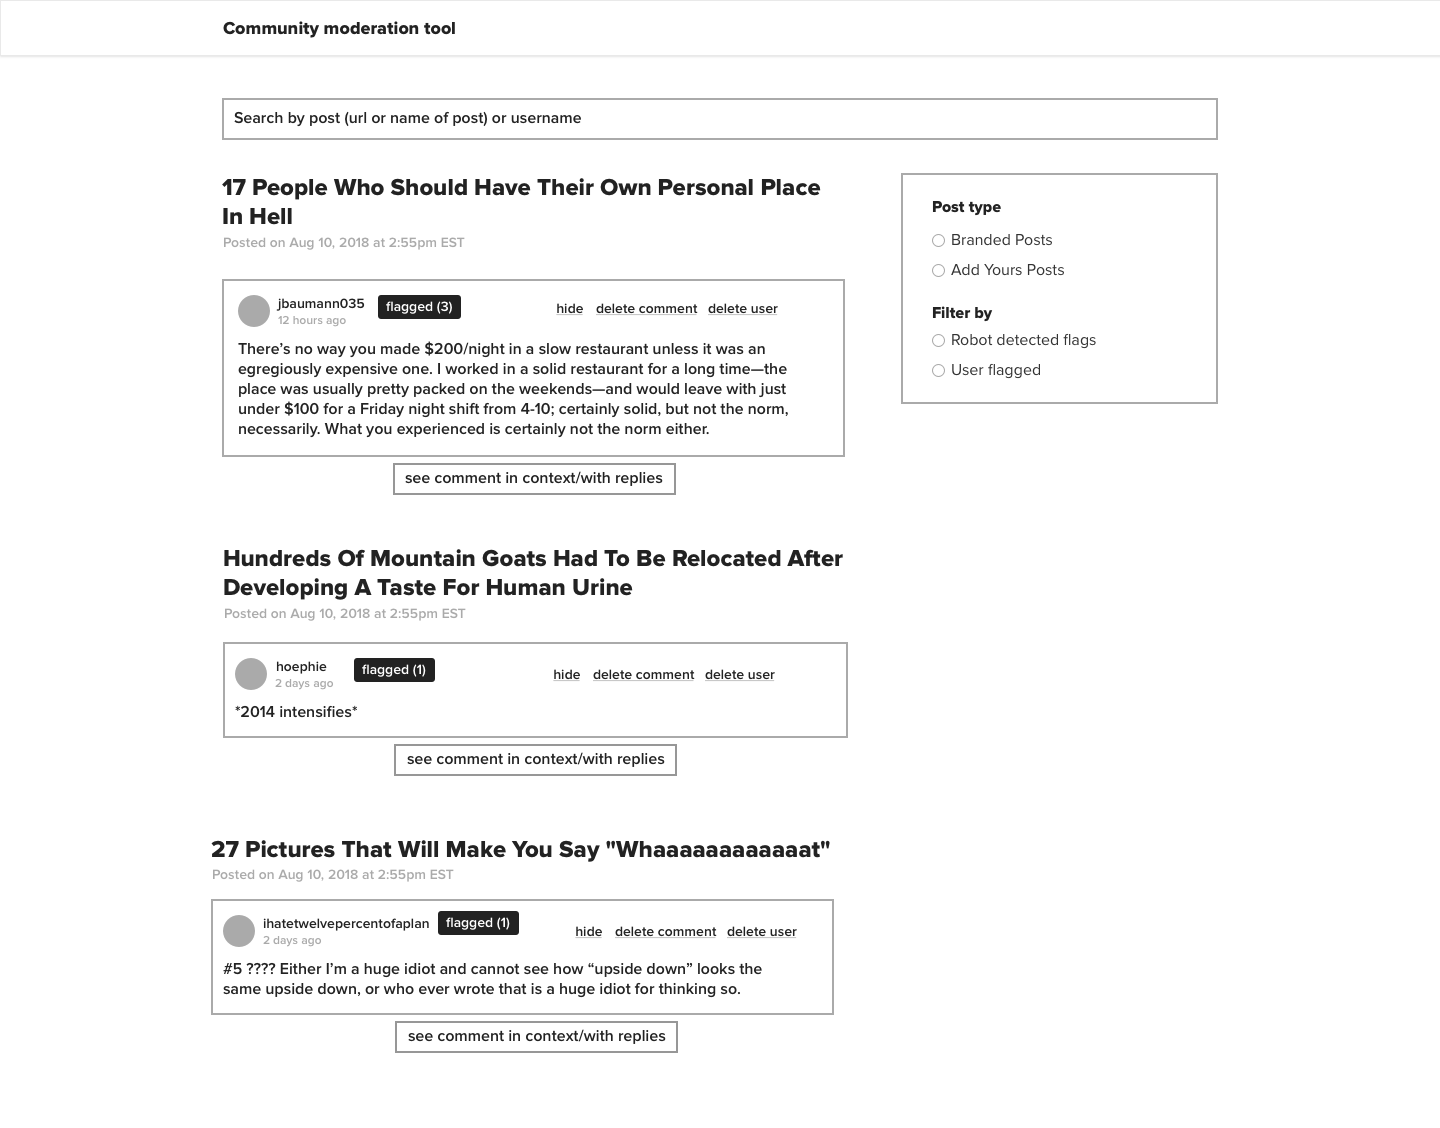 Community moderation tool
Search by post (url or name of post) or username
17 People Who Should Have Their Own Personal Place
In Hell
Posted on Aug 10, 2018 at 2:55pm EST
jbaumann035 flagged (3) hide delete comment delete user
12 hours ago
There’s no way you made $200/night in a slow restaurant unless it was an
egregiously expensive one. I worked in a solid restaurant for a long time—the
place was usually pretty packed on the weekends—and would leave with just
under $100 for a Friday night shift from 4-10; certainly solid, but not the norm,
necessarily. What you experienced is certainly not the norm either.
see comment in context/with replies
Hundreds Of Mountain Goats Had To Be Relocated After
Developing A Taste For Human Urine
Posted on Aug 10, 2018 at 2:55pm EST
hoephie flagged (1) hide delete comment delete user
2 days ago
*2014 intensifies*
see comment in context/with replies
27 Pictures That Will Make You Say "Whaaaaaaaaaaaat"
Posted on Aug 10, 2018 at 2:55pm EST
ihatetwelvepercentofaplan flagged (1) hide delete comment delete user
2 days ago
#5 ???? Either I’m a huge idiot and cannot see how “upside down” looks the
same upside down, or who ever wrote that is a huge idiot for thinking so.
see comment in context/with replies
Post type
Branded Posts
Add Yours Posts
Filter by
Robot detected flags
User flagged